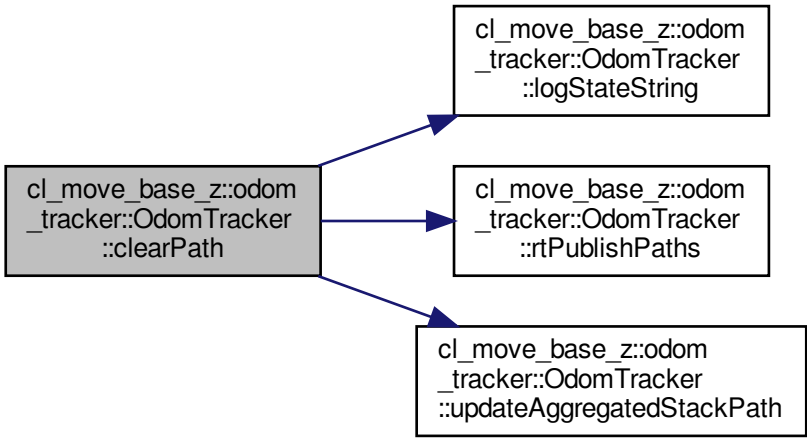 cl_move_base_z::odom
_tracker::OdomTracker
::clearPath
cl_move_base_z::odom
_tracker::OdomTracker
::logStateString
cl_move_base_z::odom
_tracker::OdomTracker
::rtPublishPaths
cl_move_base_z::odom
_tracker::OdomTracker
::updateAggregatedStackPath